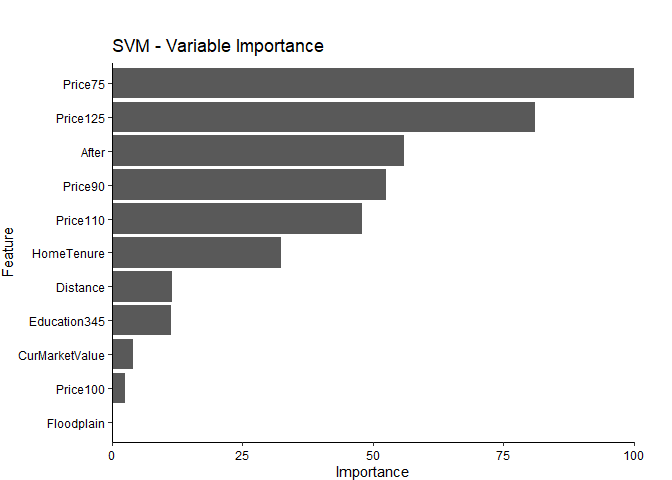 SVM - Variable Importance
Price75
Price125
After
Price90
Price110
HomeTenure
Distance
Education345
CurMarketValue
Price100
Floodplain
Feature
0 25 50 75 100
Importance